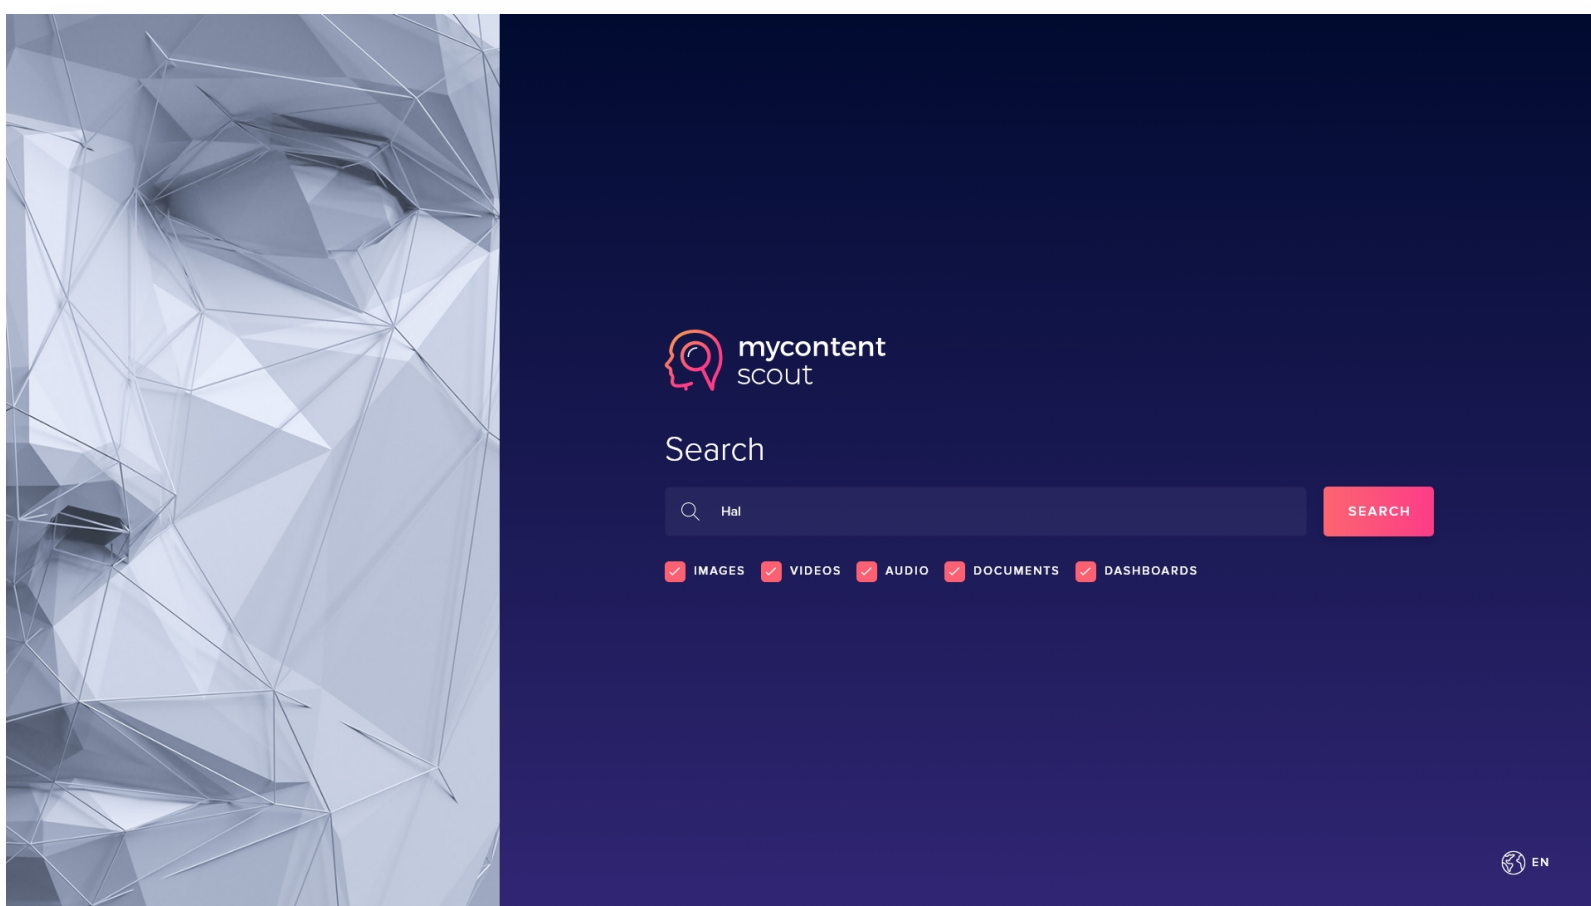 mycontent
scout
Search
Hal
SEARCH
IMAGES VIDEOS AUDIO DOCUMENTS DASHBOARDS
EN